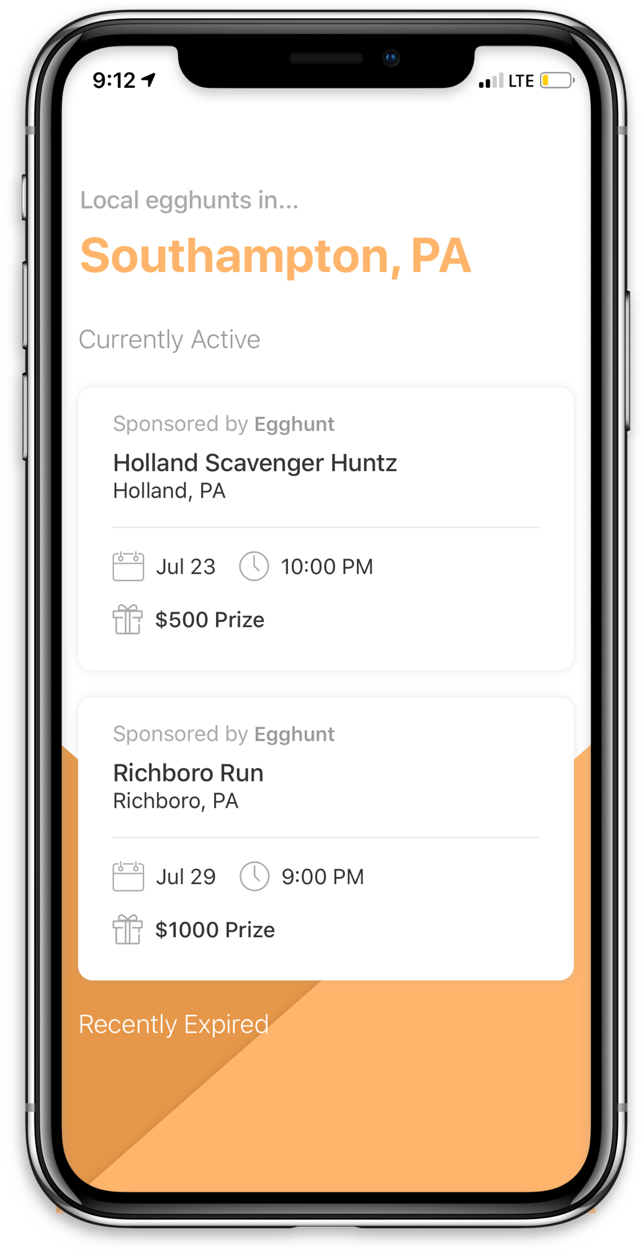 9:12 LTE
Local egghunts in...
Southampton, PA
Currently Active
Sponsored by Egghunt
Holland Scavenger Huntz
Holland, PA
Jul 23 10:00 PM
$500 Prize
Sponsored by Egghunt
Richboro Run
Richboro, PA
Jul 29 9:00 PM
$1000 Prize
Recently Expired